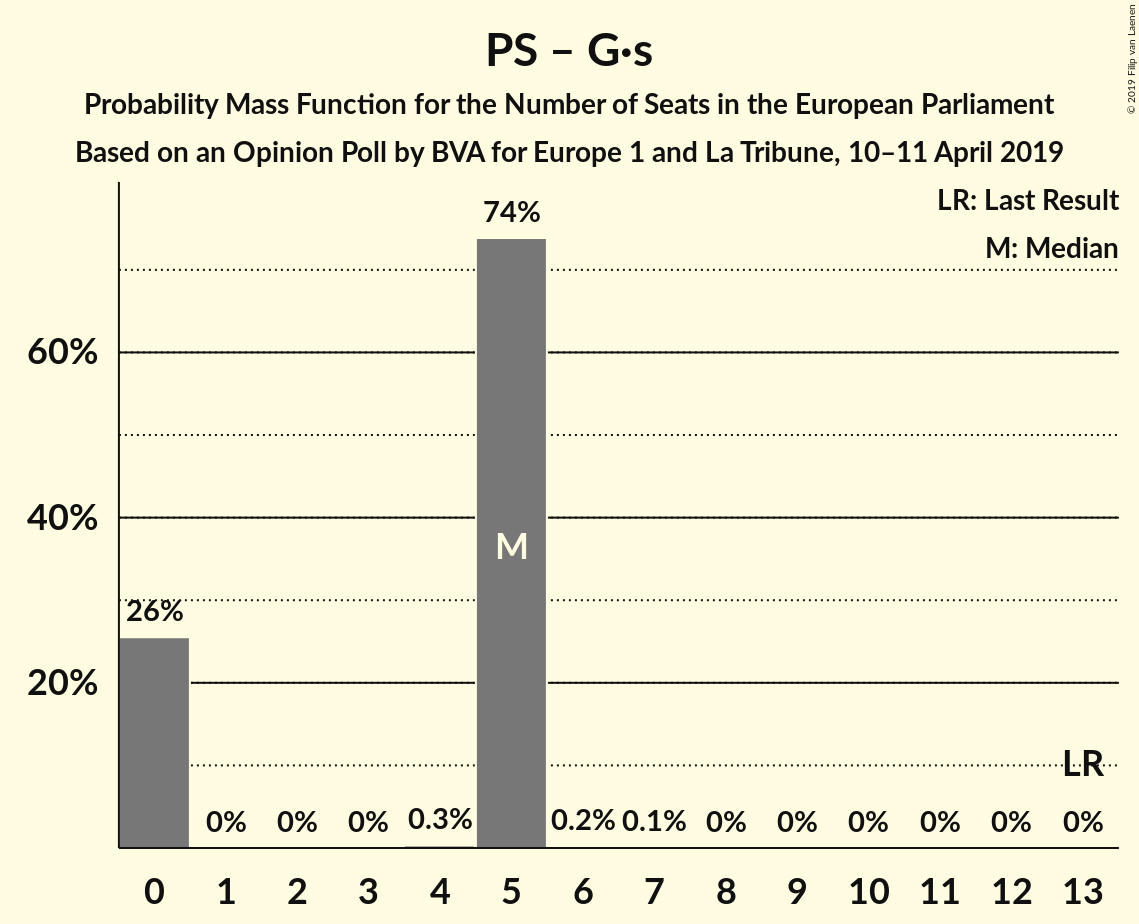 PS – G·s
Probability Mass Function for the Number of Seats in the European Parliament
Based on an Opinion Poll by BVA for Europe 1 and La Tribune, 10–11 April 2019
© 2019 Filip van Laenen
LR: Last Result
M: Median
74%
60%
40%
M
26%
20%
LR
0% 0% 0% 0.3% 0.2% 0.1% 0% 0% 0% 0% 0% 0%
0 1 2 3 4 5 6 7 8 9 10 11 12 13